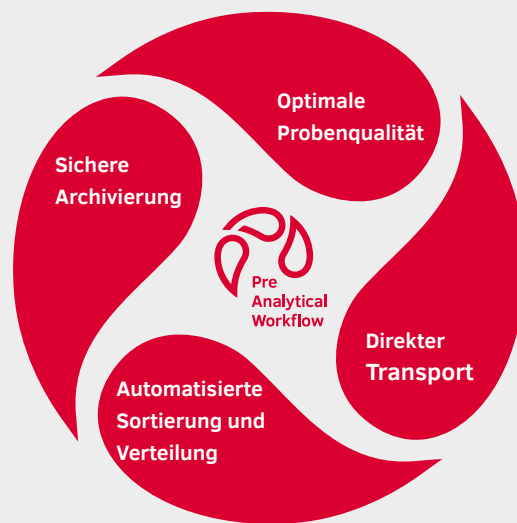 Optimale
Probenqualität
Sichere
Archivierung
Pre
Analytical
Workflow
Direkter
Transport
Automatisierte
Sortierung und
Verteilung